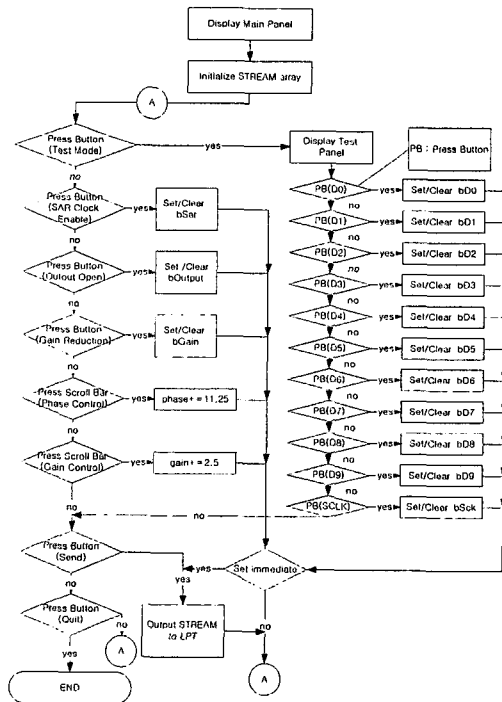 Display Main Panel
Initialize STREAM array
A
Press Button
(Test Mode)
yes
no
Display Test
Panel
PB : Press Button
Press Button
(SAR Clock
Enable)
yes
Set/Clear
bSar
no
Press Button
(Output Open)
yes
Set /Clear
bOutput
no
Press Button
(Gain Reduction)
yes
Set/Clear
bGain
no
Press Scroll Bar
(Phase Control)
yes
phase+ = 11.25
no
Press Scroll Bar
(Gain Control)
yes
gain+ = 2.5
no
PB(D0)
yes
Set/Clear bD0
no
PB(D1)
yes
Set/Clear bD1
no
PB(D2)
yes
Set/Clear bD2
no
PB(D3)
yes
Set/Clear bD3
no
PB(D4)
yes
Set/Clear bD4
no
PB(D5)
yes
Set/Clear bD5
no
PB(D6)
yes
Set/Clear bD6
no
PB(D7)
yes
Set/Clear bD7
no
PB(D8)
yes
Set/Clear bD8
no
PB(D9)
yes
Set/Clear bD9
no
PB(SCLK)
yes
Set/Clear bSck
no
Press Button
(Send)
yes
no
Set immediate
yes
no
Output STREAM
to LPT
Press Button
(Quit)
no
A
yes
END
A